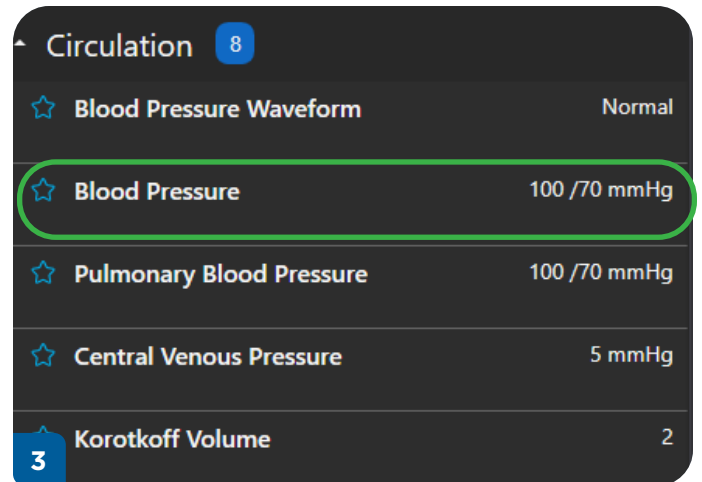 Circulation 8
Blood Pressure Waveform Normal
Blood Pressure 100 /70 mmHg
Pulmonary Blood Pressure 100 /70 mmHg
Central Venous Pressure 5 mmHg
Korotkoff Volume 2
3